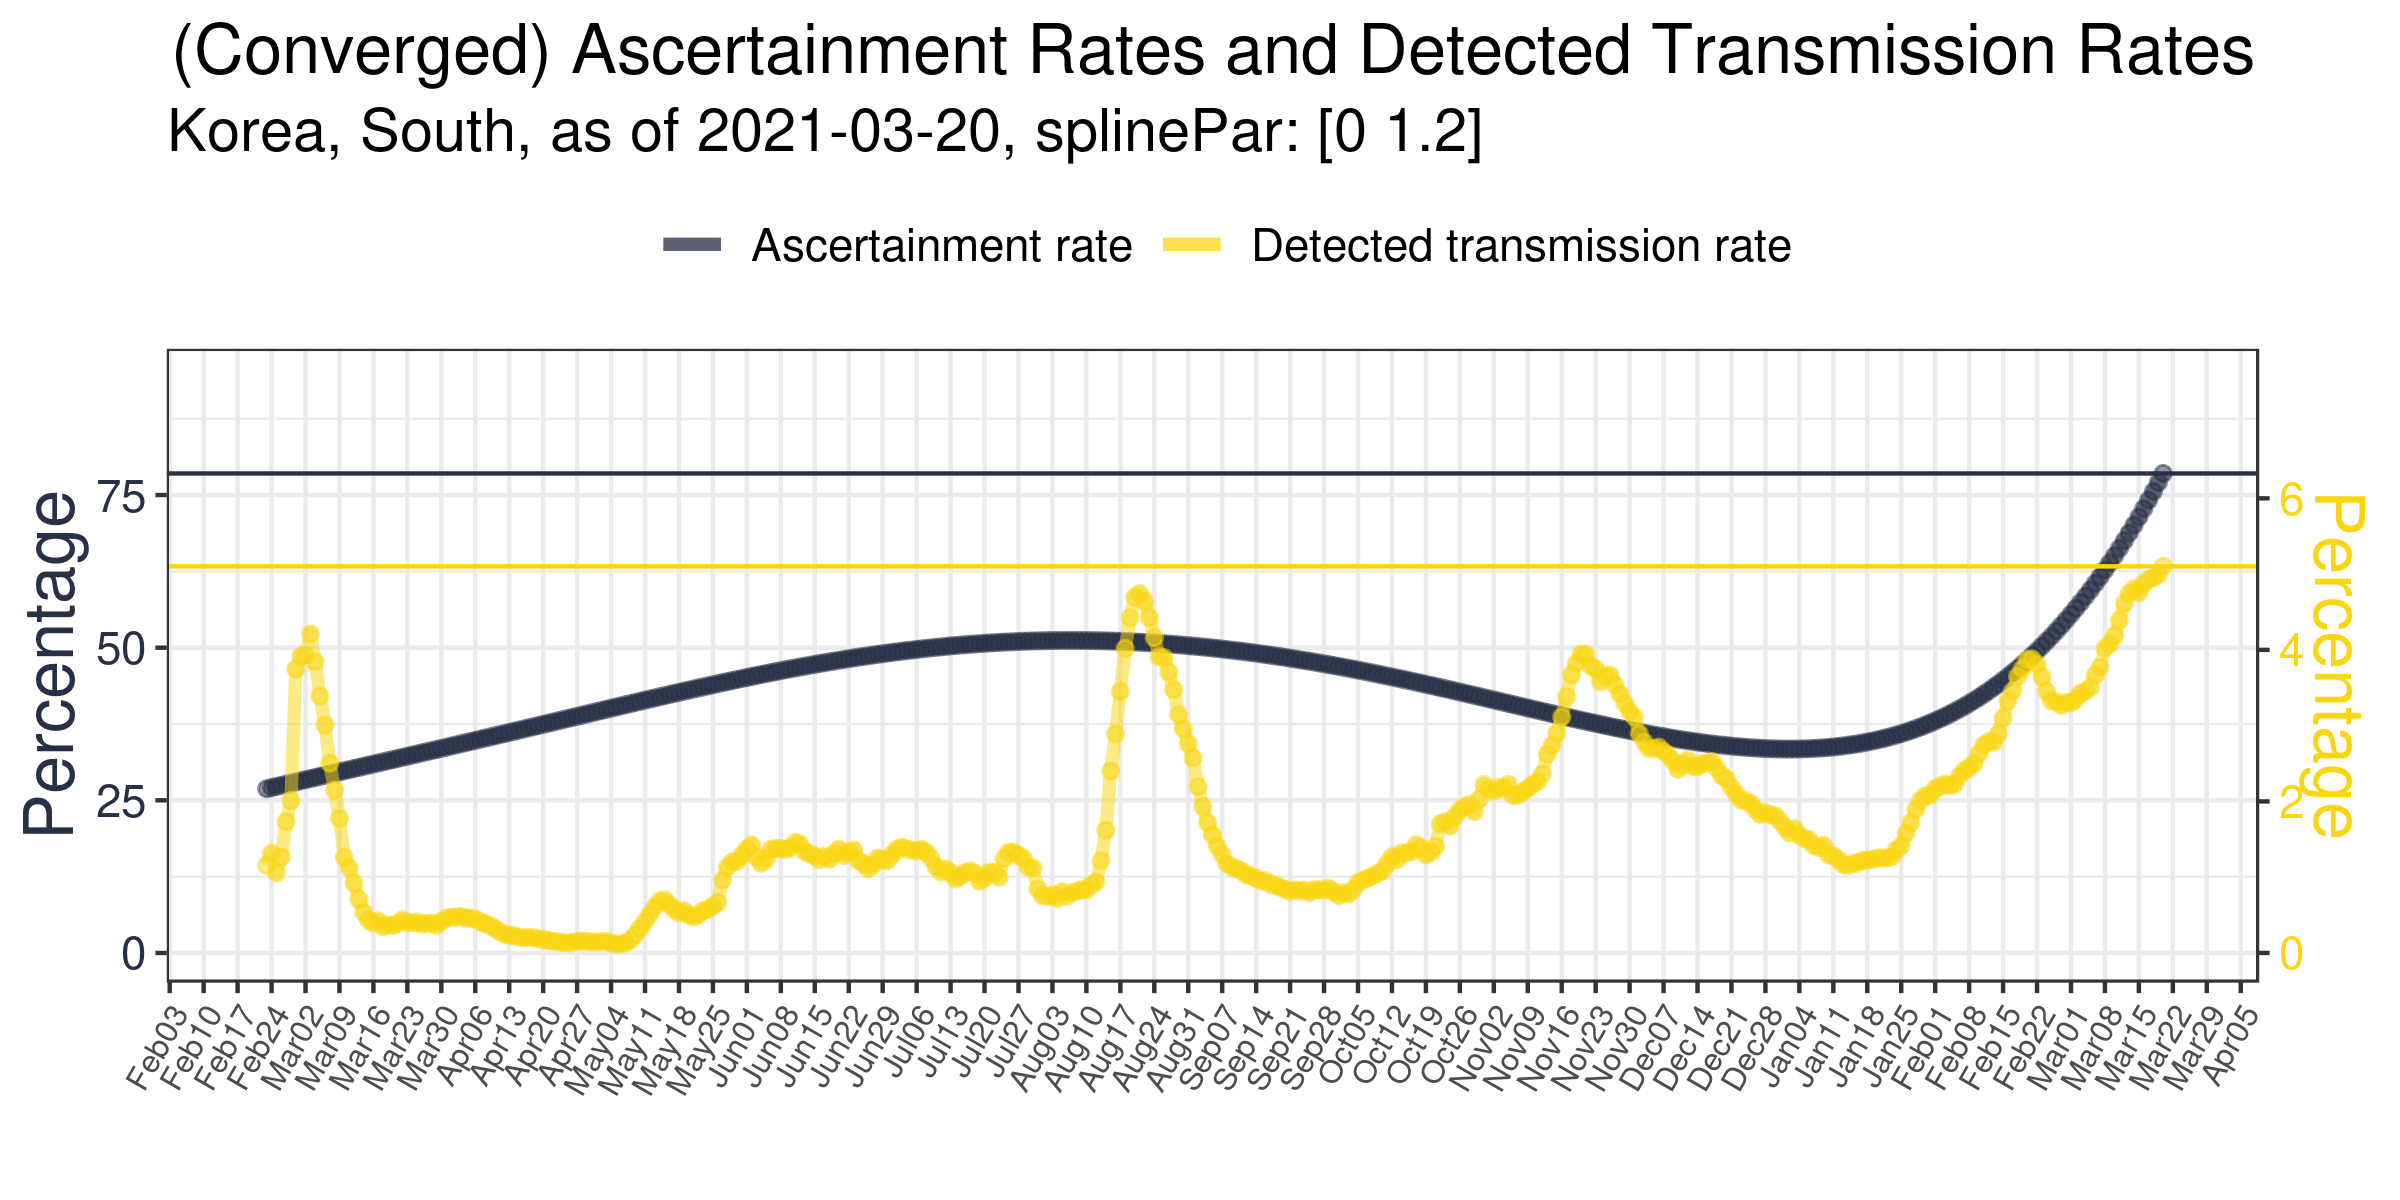 (Converged) Ascertainment Rates and Detected Transmission Rates
Korea, South, as of 2021-03-20, splinePar: [0 1.2]
Ascertainment rate Detected transmission rate
Percentage
75
50
25
0
6
4
2
0
Percentage
Feb03 Feb10 Feb17 Feb24 Mar02 Mar09 Mar16 Mar23 Mar30 Apr06 Apr13 Apr20 Apr27 May04 May11 May18 May25 Jun01 Jun08 Jun15 Jun22 Jun29 Jul06 Jul13 Jul20 Jul27 Aug03 Aug10 Aug17 Aug24 Aug31 Sep07 Sep14 Sep21 Sep28 Oct05 Oct12 Oct19 Oct26 Nov02 Nov09 Nov16 Nov23 Nov30 Dec07 Dec14 Dec21 Dec28 Jan04 Jan11 Jan18 Jan25 Feb01 Feb08 Feb15 Feb22 Mar01 Mar08 Mar15 Mar22 Mar29 Apr05